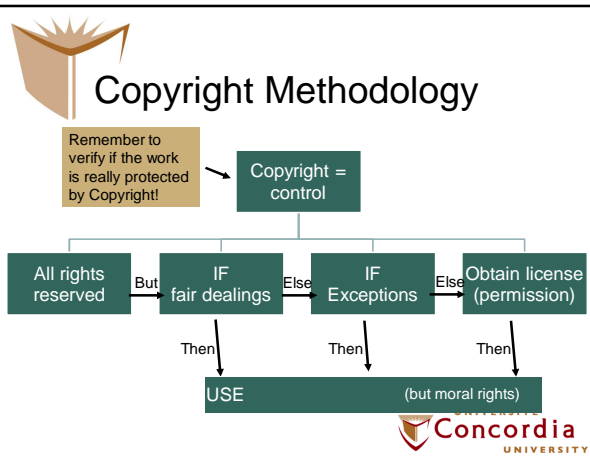 Copyright Methodology
Remember to
verify if the work
is really protected
by Copyright!
Copyright =
control
All rights
reserved
But
IF
fair dealings
Else
IF
Exceptions
Else
Obtain license
(permission)
Then
Then
Then
USE
(but moral rights)
UNIVERSITÉ
Concordia
UNIVERSITY